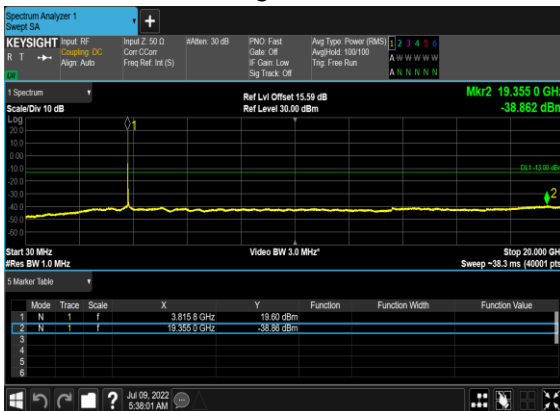 Spectrum Analyzer 1
Swept SA
KEYSIGHT Input: RF Input Z: 50 Ω #Atten: 30 dB PNO: Fast Avg Type: Power (RMS) 1 2 3 4 5 6
R T Coupling: DC Corr CCorr Gate: Off Avg|Hold: 100/100 A W W W W W
Align: Auto Freq Ref: Int (S) IF Gain: Low Trig: Free Run
Sig Track: Off A N N N N N
1 Spectrum Ref Lvl Offset 15.59 dB Mkr2 19.355 0 GHz
Scale/Div 10 dB Ref Level 30.00 dBm -38.862 dBm
Log
1
20.0
10.0
0.00
-10.0
DL1 -13.00 dBm
-20.0
-30.0
2
-40.0
-50.0
-60.0
Start 30 MHz Video BW 3.0 MHz* Stop 20.000 GH
#Res BW 1.0 MHz Sweep ~38.3 ms (40001 pts
5 Marker Table
Mode Trace Scale X Y Function Function Width Function Value
1 N 1 f 3.815 8 GHz 19.60 dBm
2 N 1 f 19.355 0 GHz -38.86 dBm
3
4
5
6
? Jul 09, 2022
5:38:01 AM